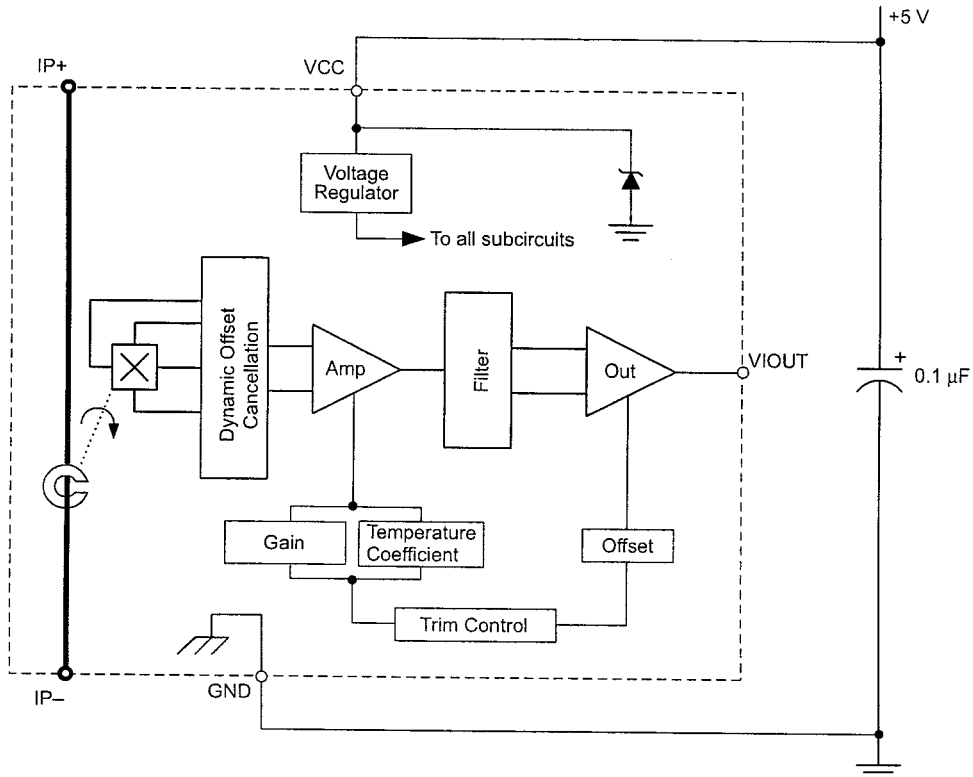 +5 V
IP+
VCC
Voltage
Regulator
To all subcircuits
Dynamic Offset
Cancellation
Amp
Filter
Out
VIOUT
+
0.1 µF
Gain
Temperature
Coefficient
Offset
Trim Control
GND
IP–